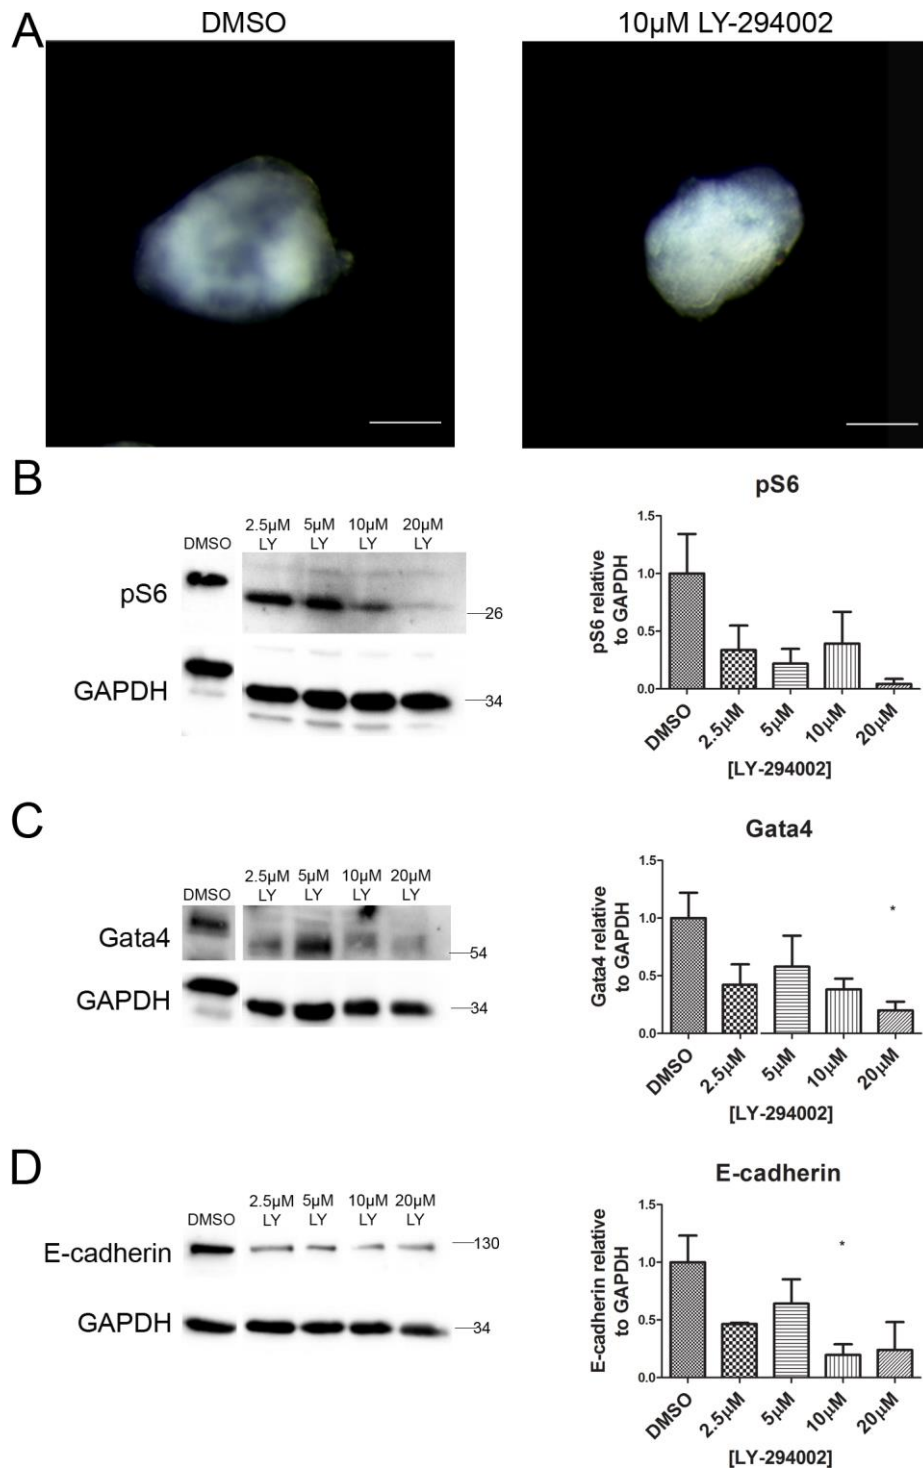 A
DMSO
10µM LY-294002
B
DMSO
2.5µM LY
5µM LY
10µM LY
20µM LY
pS6
26
GAPDH
34
pS6
pS6 relative
to GAPDH
1.5
1.0
0.5
0.0
DMSO
2.5µM
5µM
10µM
20µM
[LY-294002]
C
DMSO
2.5µM LY
5µM LY
10µM LY
20µM LY
Gata4
54
GAPDH
34
Gata4
Gata4 relative
to GAPDH
1.5
1.0
0.5
0.0
*
DMSO
2.5µM
5µM
10µM
20µM
[LY-294002]
D
DMSO
2.5µM LY
5µM LY
10µM LY
20µM LY
E-cadherin
130
GAPDH
34
E-cadherin
E-cadherin relative
to GAPDH
1.5
1.0
0.5
0.0
*
DMSO
2.5µM
5µM
10µM
20µM
[LY-294002]